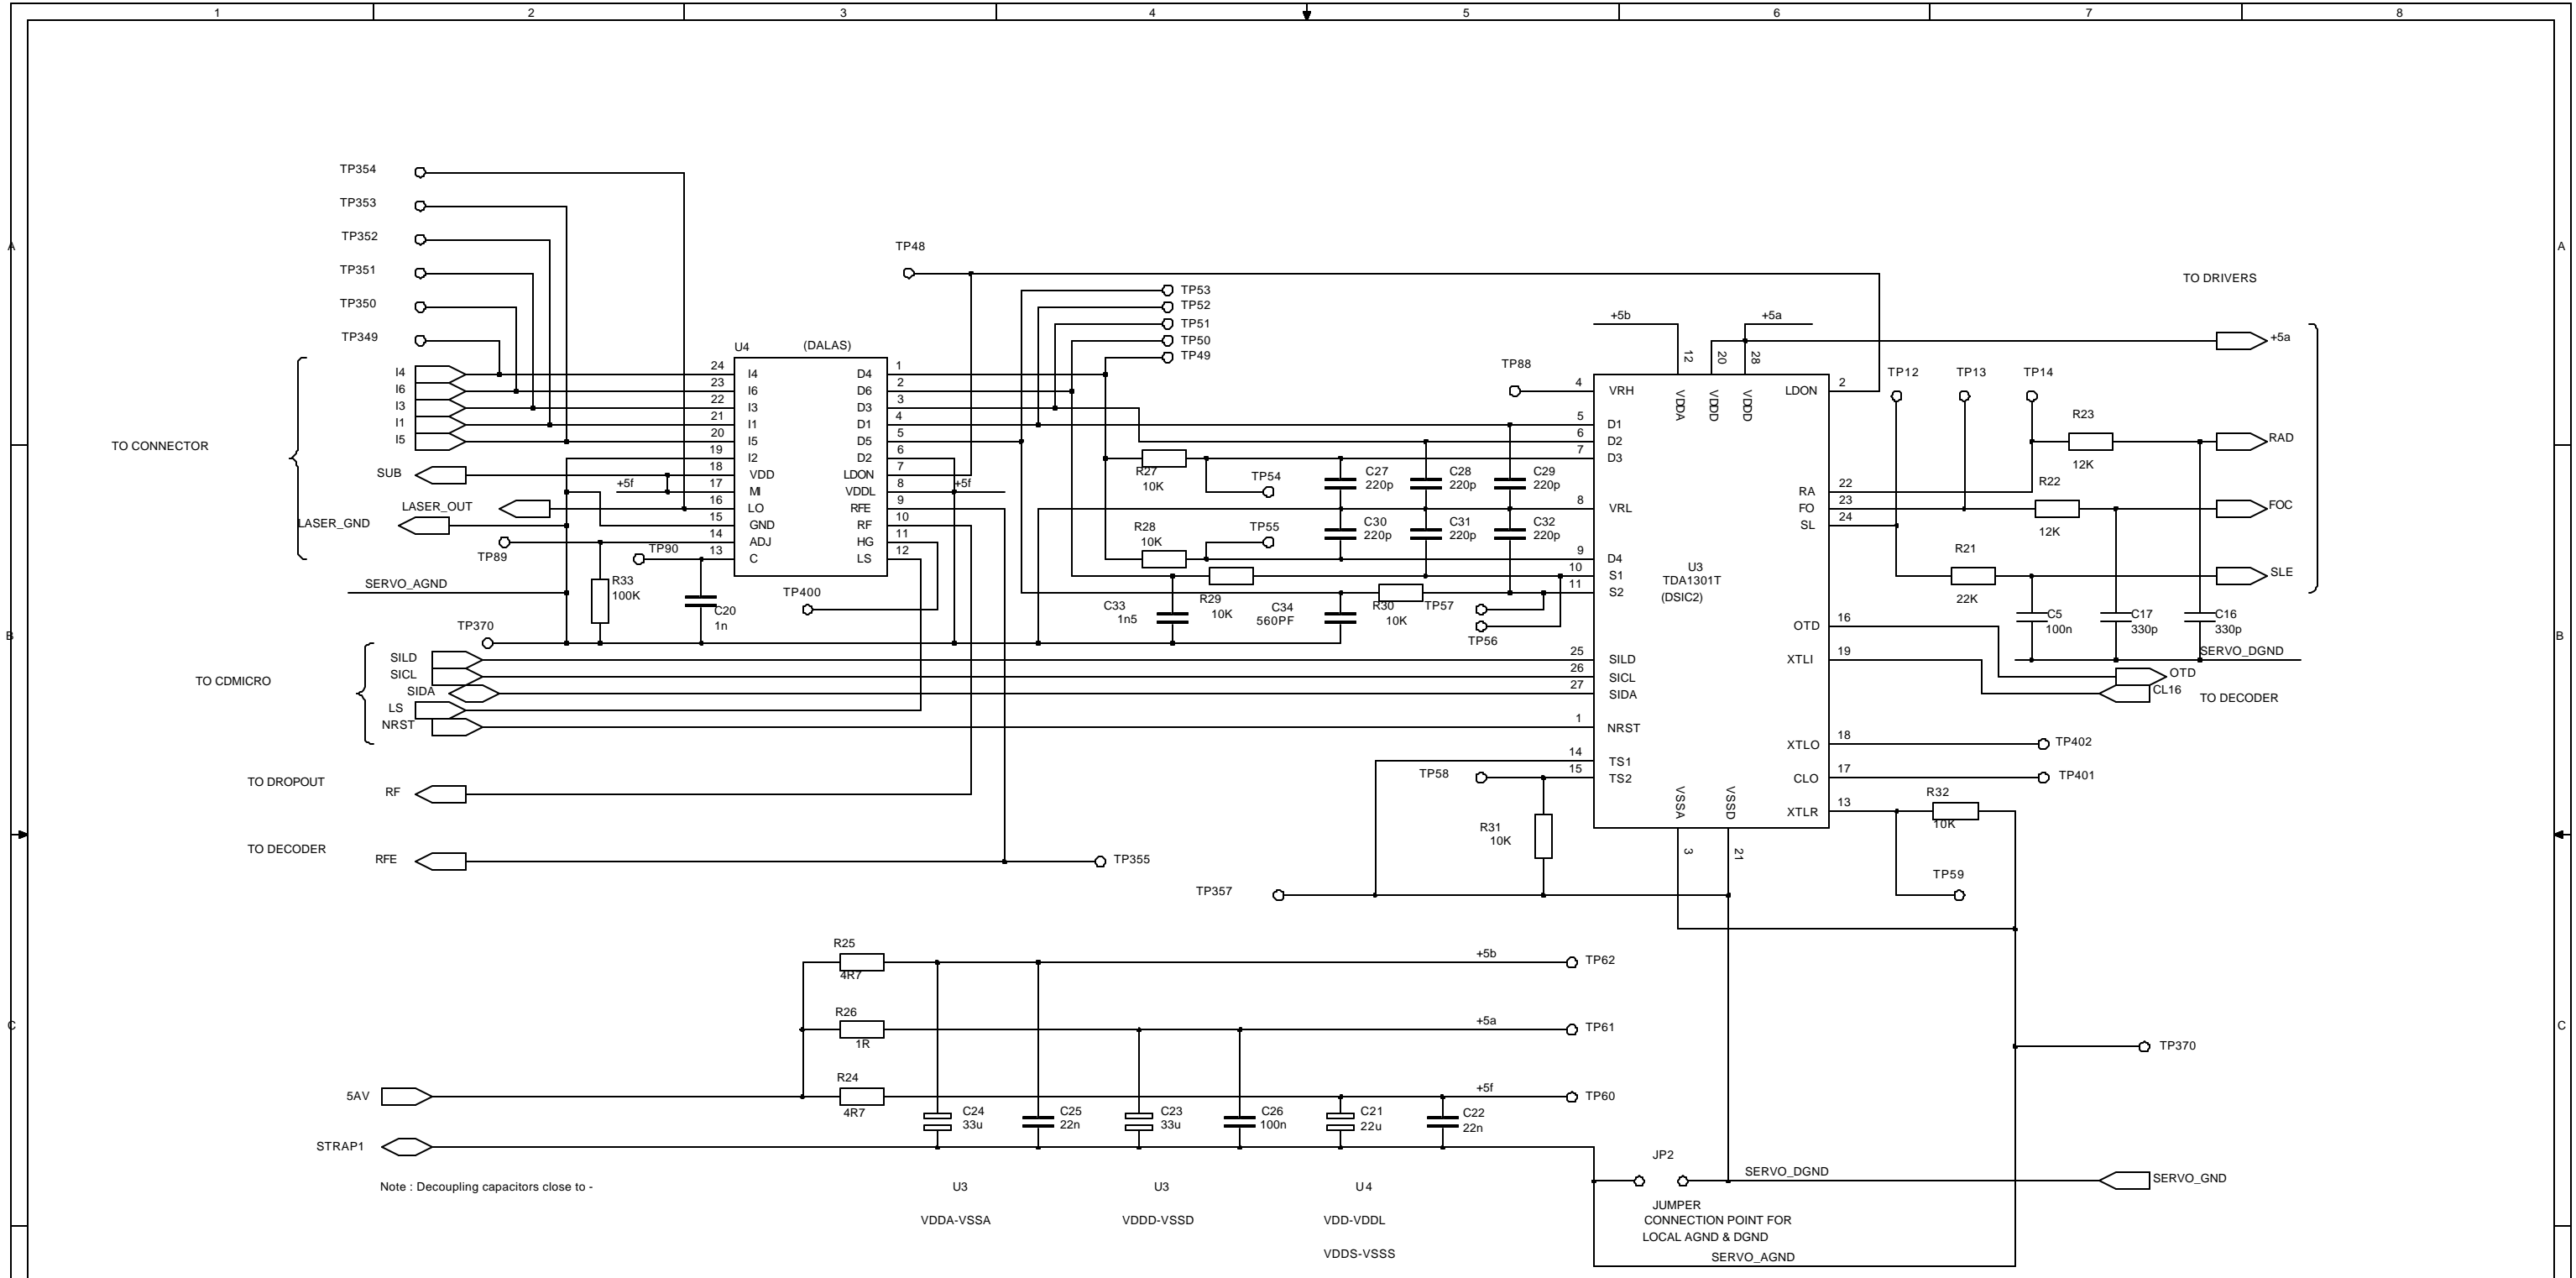 1 2 3 4 5 6 7 8
A A
B B
C C
TP354
TP353
TP352
TP351
TP350
TP349
TO CONNECTOR
I4
I6
I3
I1
I5
SUB
LASER_OUT
LASER_GND
TP89
TP90
SERVO_AGND
R33
100K
C20
1n
TP370
+5f
U4 (DALAS)
24 I4 D4 1
23 I6 D6 2
22 I3 D3 3
21 I1 D1 4
20 I5 D5 5
19 I2 D2 6
18 VDD LDON 7
17 MI VDDL 8
16 LO RFE 9
15 GND RF 10
14 ADJ HG 11
13 C LS 12
+5f
TP400
TP48
TP53
TP52
TP51
TP50
TP49
R27
10K
TP54
R28
10K
TP55
C27
220p
C28
220p
C29
220p
C30
220p
C31
220p
C32
220p
C33
1n5
R29
10K
C34
560PF
R30
10K
TP57
TP56
TP88
+5b
+5a
12 20 28
VDDA VDDD VDDD
4 VRH
5 D1
6 D2
7 D3
8 VRL
9 D4
10 S1
11 S2
25 SILD
26 SICL
27 SIDA
1 NRST
14 TS1
15 TS2
U3
TDA1301T
(DSIC2)
LDON 2
RA 22
FO 23
SL 24
OTD 16
XTLI 19
XTLO 18
CLO 17
XTLR 13
VSSA VSSD
3 21
TO DRIVERS
+5a
TP12 TP13 TP14
R23
12K
RAD
R22
12K
FOC
R21
22K
SLE
C5
100n
C17
330p
C16
330p
SERVO_DGND
OTD
CL16
TO DECODER
TP402
TP401
R32
10K
TP59
TO CDMICRO
SILD
SICL
SIDA
LS
NRST
TO DROPOUT
RF
TO DECODER
RFE
TP355
TP58
R31
10K
TP357
R25
4R7
+5b
TP62
R26
1R
+5a
TP61
5AV
R24
4R7
+5f
TP60
C24
33u
C25
22n
C23
33u
C26
100n
C21
22u
C22
22n
STRAP1
TP370
JP2
SERVO_DGND
SERVO_GND
JUMPER
CONNECTION POINT FOR
LOCAL AGND & DGND
SERVO_AGND
Note : Decoupling capacitors close to -
U3 U3 U4
VDDA-VSSA VDDD-VSSD VDD-VDDL
VDDS-VSSS